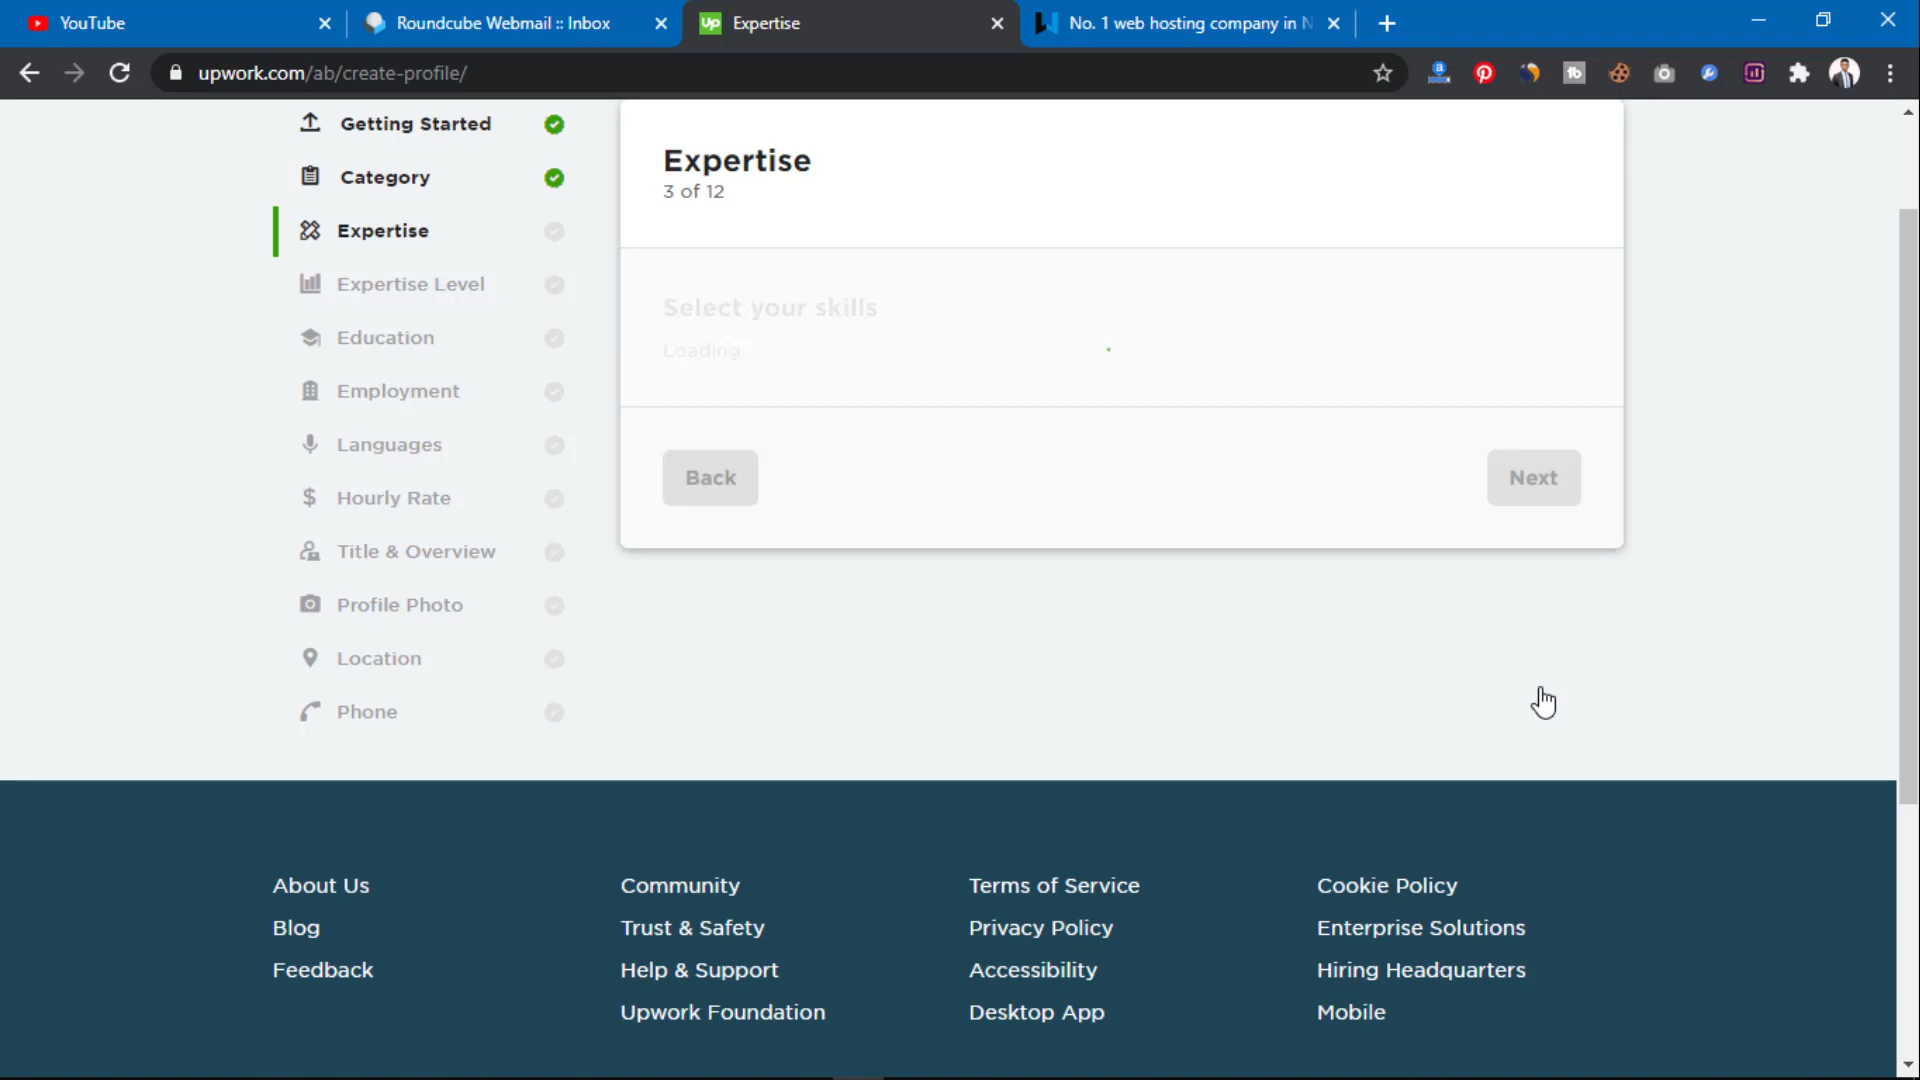 YouTube
Roundcube Webmail :: Inbox
Up
Expertise
No. 1 web hosting company in N
upwork.com/ab/create-profile/
Getting Started
Category
Expertise
Expertise Level
Education
Employment
Languages
$ Hourly Rate
Title & Overview
Profile Photo
Location
Phone
Expertise
3 of 12
Select your skills
Loading...
Back
Next
About Us
Blog
Feedback
Community
Trust & Safety
Help & Support
Upwork Foundation
Terms of Service
Privacy Policy
Accessibility
Desktop App
Cookie Policy
Enterprise Solutions
Hiring Headquarters
Mobile